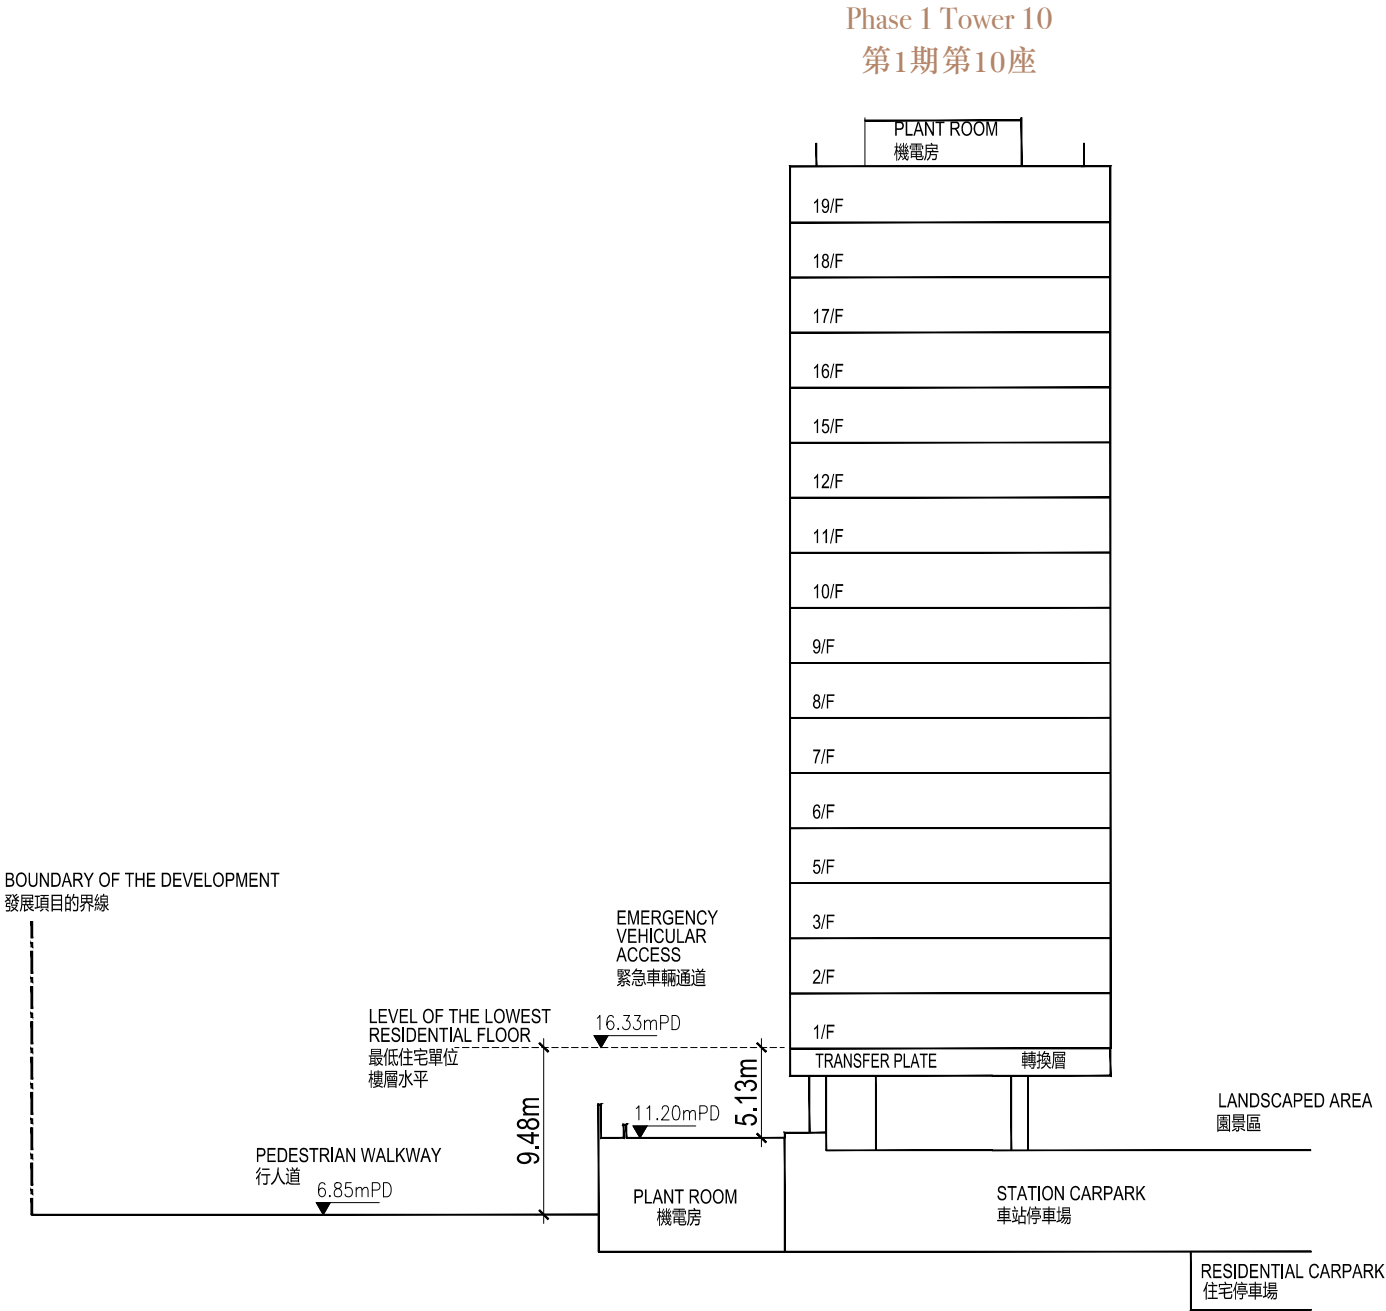 Phase 1 Tower 10
第1期第10座
PLANT ROOM
機電房
19/F
18/F
17/F
16/F
15/F
12/F
11/F
10/F
9/F
8/F
7/F
6/F
5/F
3/F
2/F
1/F
TRANSFER PLATE 轉換層
BOUNDARY OF THE DEVELOPMENT
發展項目的界線
EMERGENCY
VEHICULAR
ACCESS
緊急車輛通道
LEVEL OF THE LOWEST
RESIDENTIAL FLOOR
最低住宅單位
樓層水平
16.33mPD
5.13m
11.20mPD
9.48m
PEDESTRIAN WALKWAY
行人道
6.85mPD
PLANT ROOM
機電房
LANDSCAPED AREA
園景區
STATION CARPARK
車站停車場
RESIDENTIAL CARPARK
住宅停車場